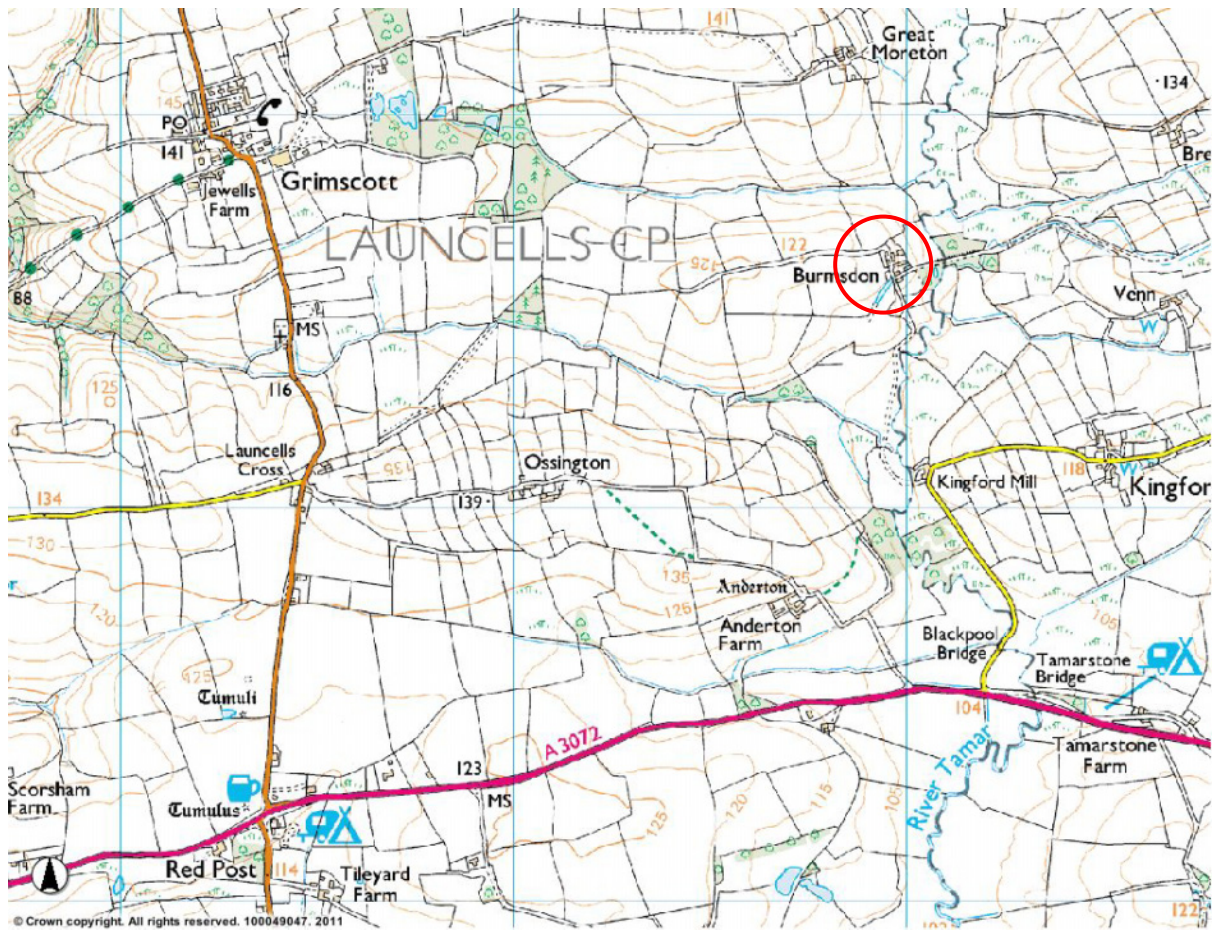 141
Great
Moreton
134
145
PO
141
Grimscott
Jewells
Farm
Bre
LAUNCELLS CP
122
125
Burmsdon
88
Venn
W
MS
116
125
Launcells
Cross
135
Ossington
Kingford Mill
118
W
Kingfor
134
139
130
135
Anderton
126
Anderton
Farm
120
105
Blackpool
Bridge
Tamarstone
Bridge
125
Tumuli
104
A 3072
River Tamar
Tamarstone
Farm
123
Scorsham
Farm
Tumulus
MS
105
115
120
125
Red Post
114
Tileyard
Farm
122
© Crown copyright. All rights reserved. 100049047. 2011